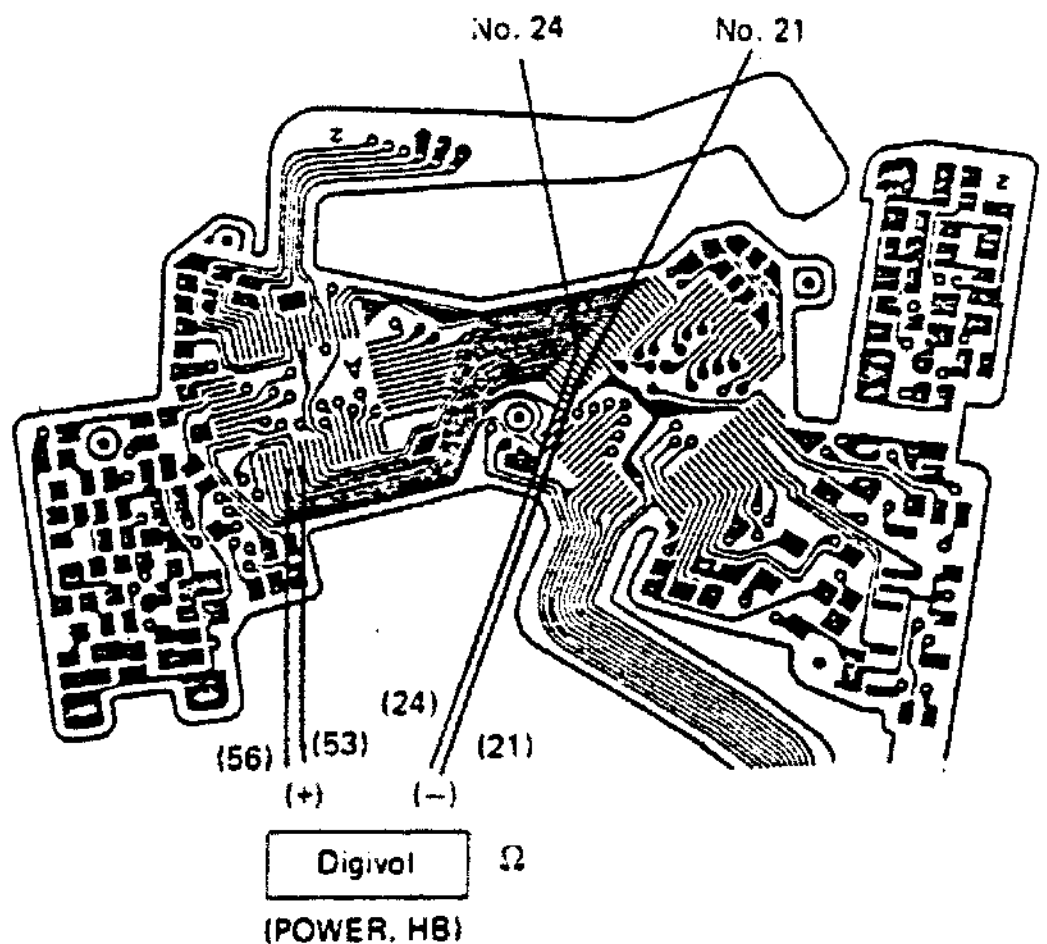 No. 24
No. 21
Z
Z
A
(24)
(21)
(56)
(53)
(+)
(−)
Digivol
Ω
(POWER, HB)